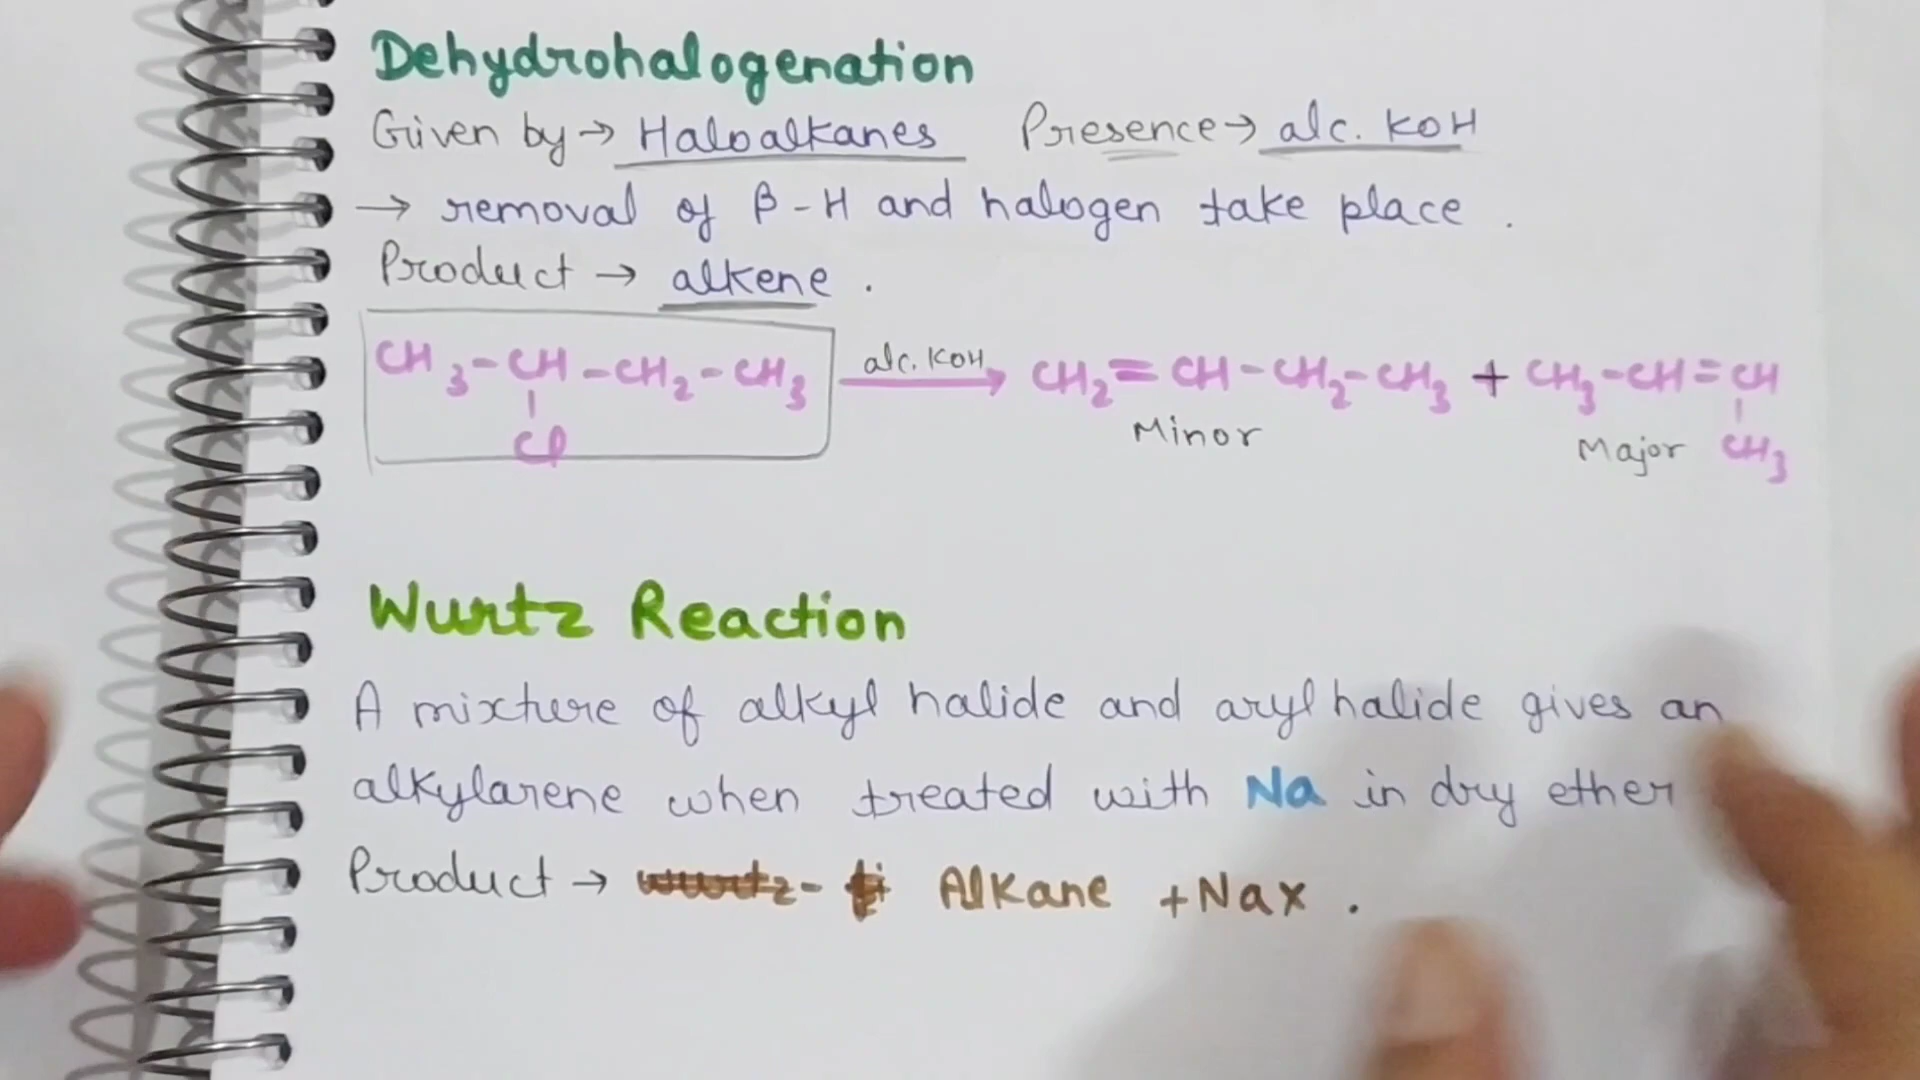 Dehydrohalogenation
Given by → Haloalkanes Presence → alc. KOH
→ removal of β-H and halogen take place .
Product → alkene .
CH3-CH-CH2-CH3 alc. KOH → CH2=CH-CH2-CH3 + CH3-CH=CH
Cl Minor Major CH3
Wurtz Reaction
A mixture of alkyl halide and aryl halide gives an
alkylarene when treated with Na in dry ether
Product → wurtz- Alkane + Nax .